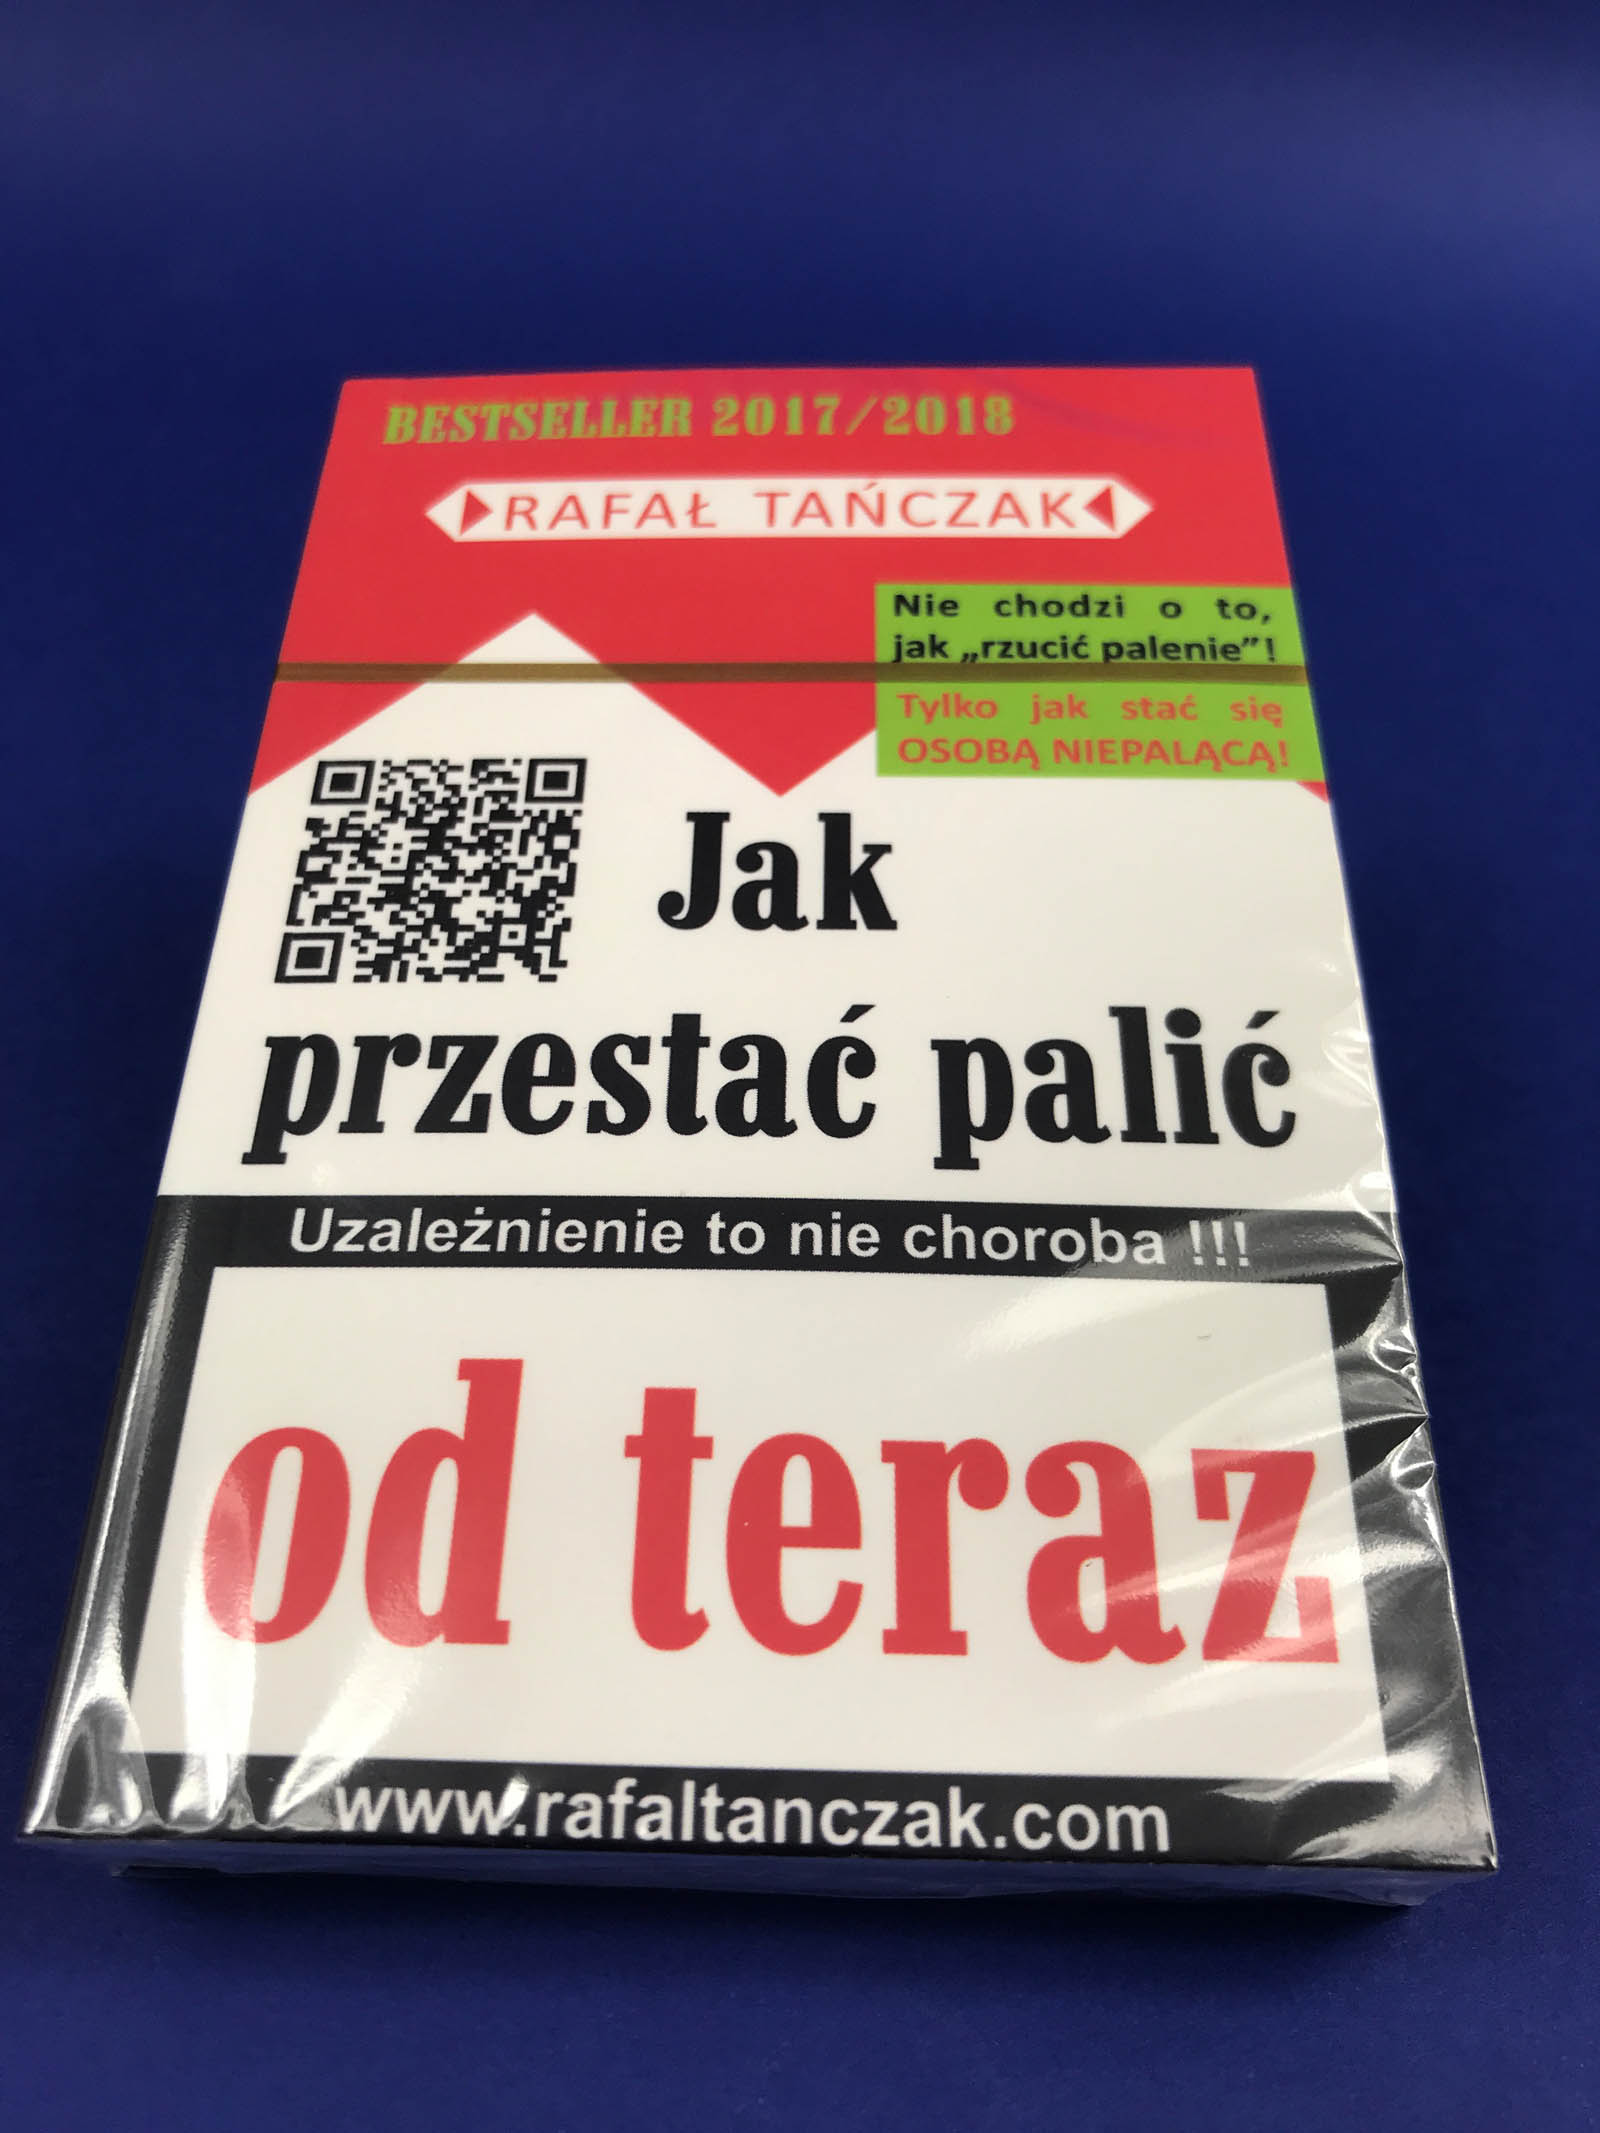 BESTSELLER 2017/2018
RAFAŁ TAŃCZAK
Nie chodzi o to,
jak „rzucić palenie”!
Tylko jak stać się
OSOBĄ NIEPALĄCĄ!
Jak
przestać palić
Uzależnienie to nie choroba !!!
od teraz
www.rafaltanczak.com